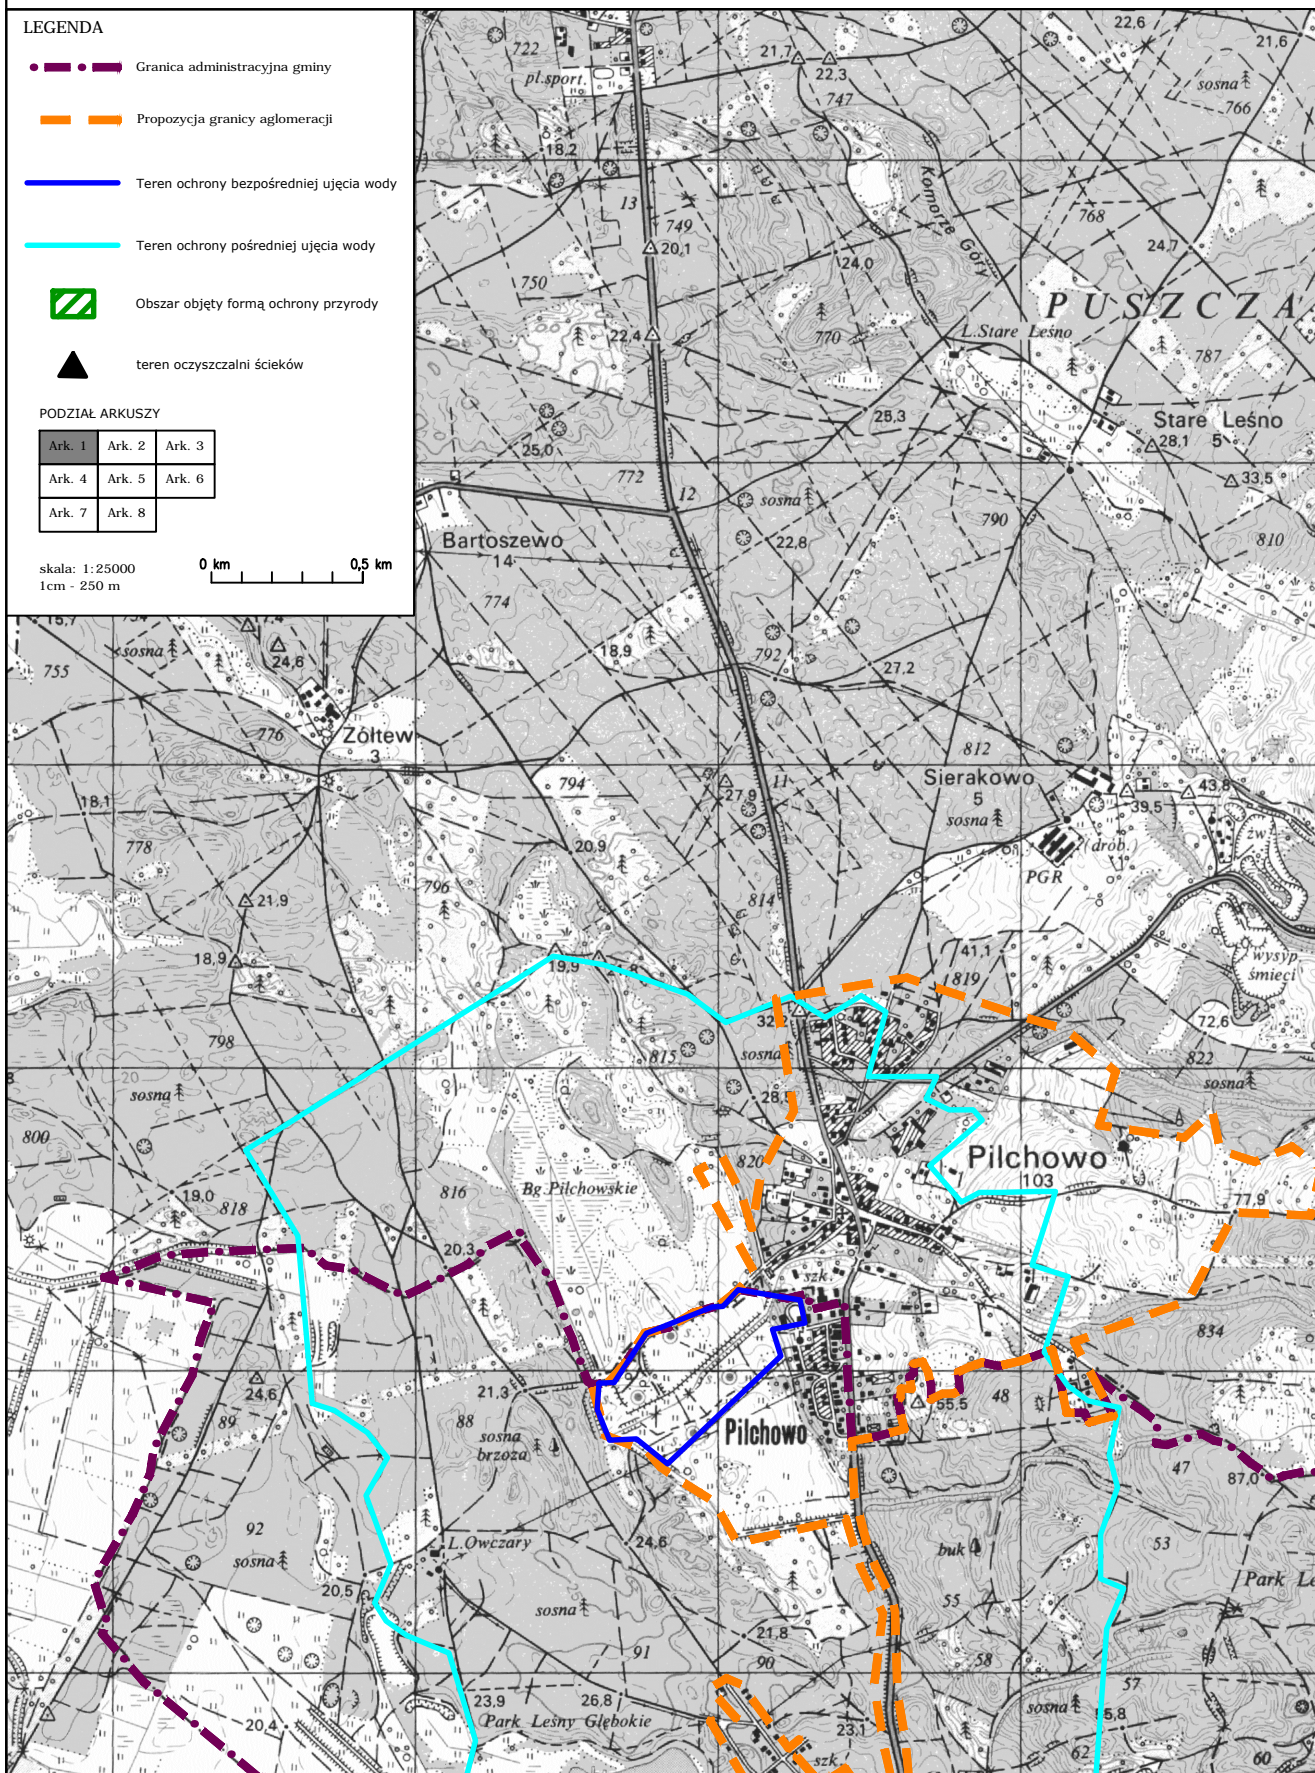 LEGENDA
Granica administracyjna gminy
Propozycja granicy aglomeracji
Teren ochrony bezpośredniej ujęcia wody
Teren ochrony pośredniej ujęcia wody
Obszar objęty formą ochrony przyrody
teren oczyszczalni ścieków
PODZIAŁ ARKUSZY
Ark. 1 Ark. 2 Ark. 3
Ark. 4 Ark. 5 Ark. 6
Ark. 7 Ark. 8
skala: 1:25000
1cm - 250 m
0 km 0,5 km
722
pl.sport.
21,7
22,3
747
22,6
21,6
sosna
766
18,2
13
749
20,1
Komorze Góry
768
24,7
24,0
750
PUSZCZA
22,4
770
L.Stare Leśno
787
25,3
Stare Leśno
5
28,1
25,0
33,5
772
12
sosna
790
810
Bartoszewo
14
22,8
774
15,7
sosna
24,6
755
18,9
792
27,2
776
Żółtew
3
812
Sierakowo
5
794
27,9
11
43,8
39,5
sosna
18,1
(drob.)
żw.
778
20,9
PGR
796
21,9
814
41,1
18,9
19,9
1819
wysyp.
śmieci
72,6
798
815
sosna
822
20
sosna
sosna
28,5
800
820
Pilchowo
103
816
Bg.Pilchowskie
19,0
818
77,9
20,3
szk.
834
24,6
21,3
48
55,5
89
88
sosna
brzoza
Pilchowo
47
87,0
92
sosna
L.Owczary
24,6
buk
53
20,5
Park Le
sosna
55
21,8
91
90
58
57
23,9
26,8
sosna
20,4
Park Leśny Głębokie
23,1
62
60
szk.